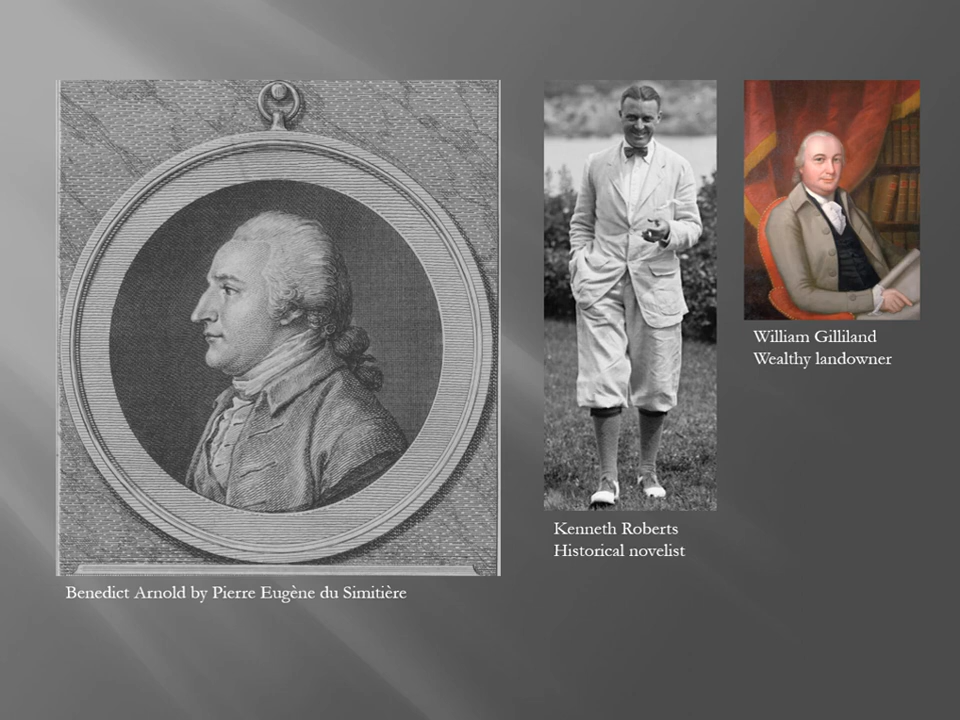 Benedict Arnold by Pierre Eugène du Simitière
Kenneth Roberts
Historical novelist
William Gilliland
Wealthy landowner